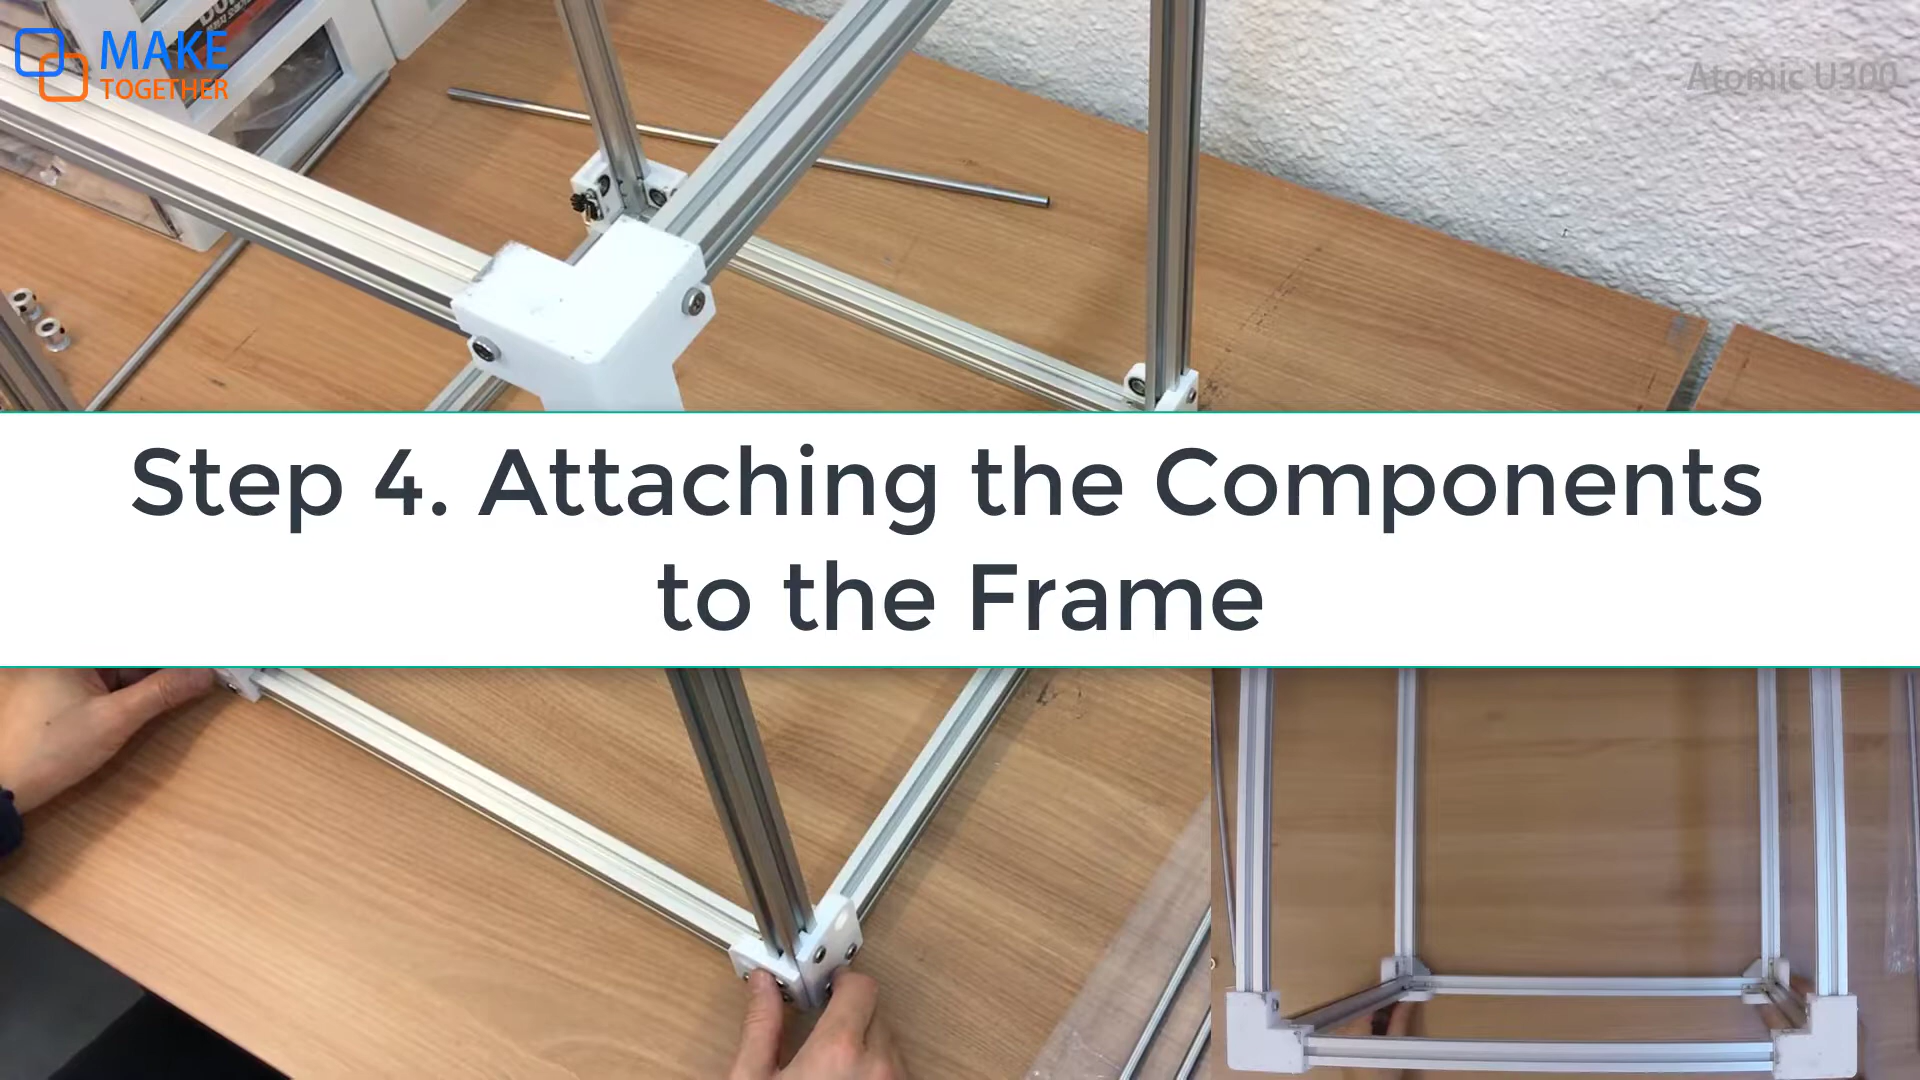 MAKE
TOGETHER
Atomic U300
Step 4. Attaching the Components
to the Frame